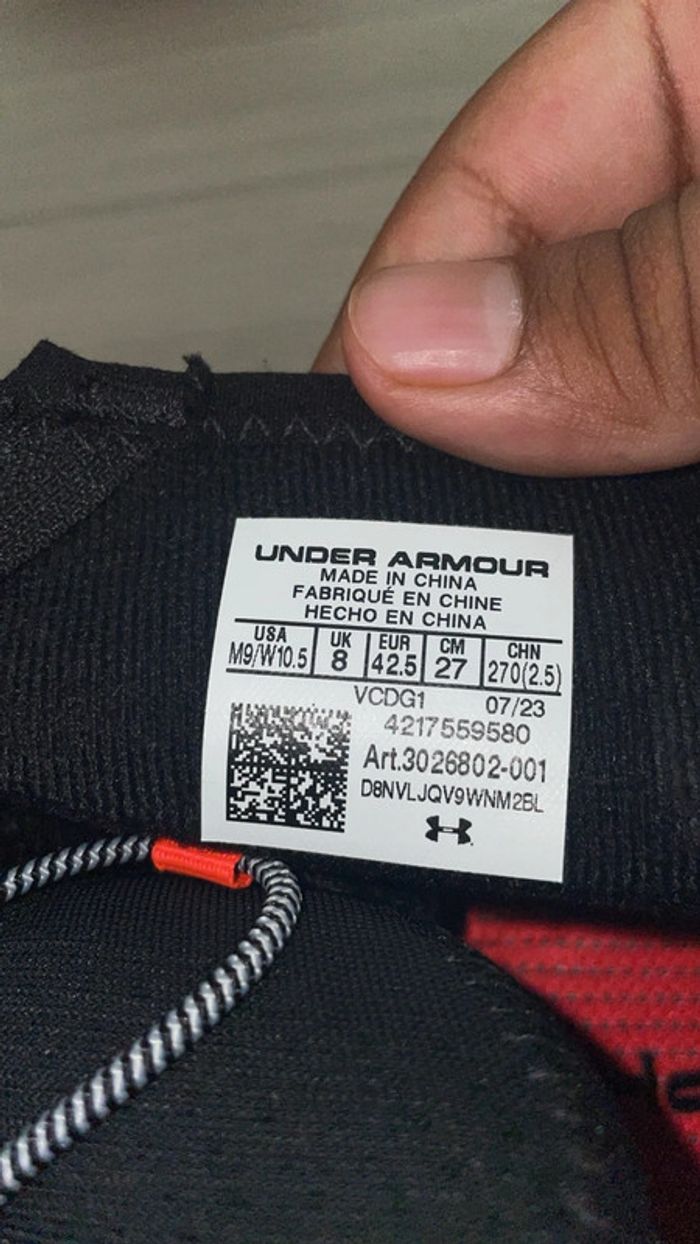 UNDER ARMOUR
MADE IN CHINA
FABRIQUÉ EN CHINE
HECHO EN CHINA
USA UK EUR CM CHN
M9/W10.5 8 42.5 27 270(2.5)
VCDG1 07/23
4217559580
Art.3026802-001
D8NVLJQV9WNM2BL